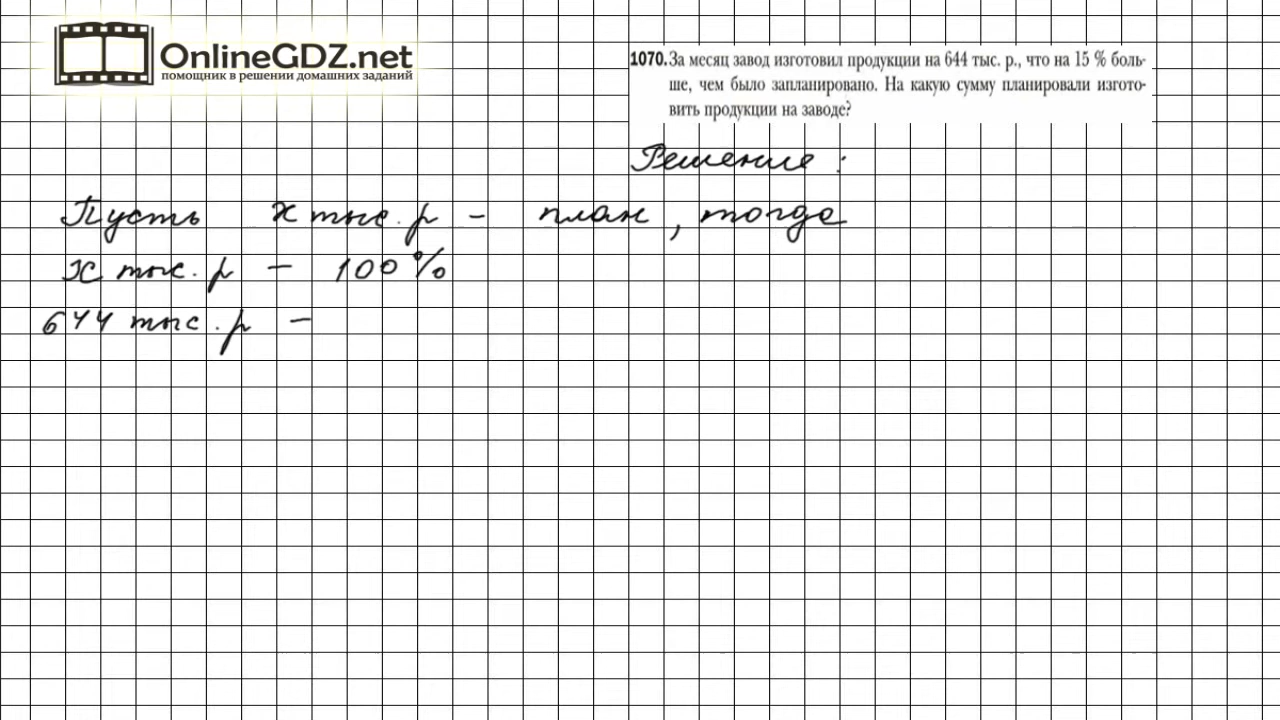 OnlineGDZ.net
помощник в решении домашних заданий
1070. За месяц завод изготовил продукции на 644 тыс. р., что на 15 % боль-
ше, чем было запланировано. На какую сумму планировали изгото-
вить продукции на заводе?
Решение :
Пусть х тыс. р - план, тогда
х тыс. р - 100%
644 тыс. р -